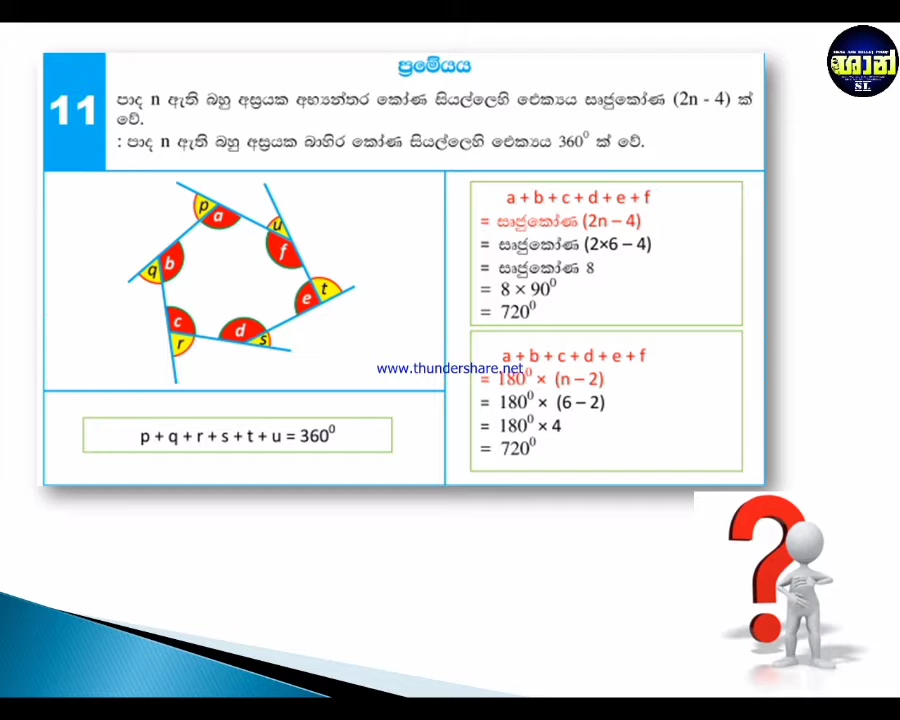 ප්‍රමේයය
11
පාද n ඇති බහු අස්‍රයක අභ්‍යන්තර කෝණ සියල්ලෙහි ඓක්‍යය සෘජුකෝණ (2n - 4) ක්
වේ.
: පාද n ඇති බහු අස්‍රයක බාහිර කෝණ සියල්ලෙහි ඓක්‍යය 360⁰ ක් වේ.
p
a
u
f
q
b
t
e
c
d
r
s
p + q + r + s + t + u = 360⁰
a + b + c + d + e + f
= සෘජුකෝණ (2n – 4)
= සෘජුකෝණ (2×6 – 4)
= සෘජුකෝණ 8
= 8 × 90⁰
= 720⁰
a + b + c + d + e + f
= 180⁰ × (n – 2)
= 180⁰ × (6 – 2)
= 180⁰ × 4
= 720⁰
www.thundershare.net
ශාන්
SL